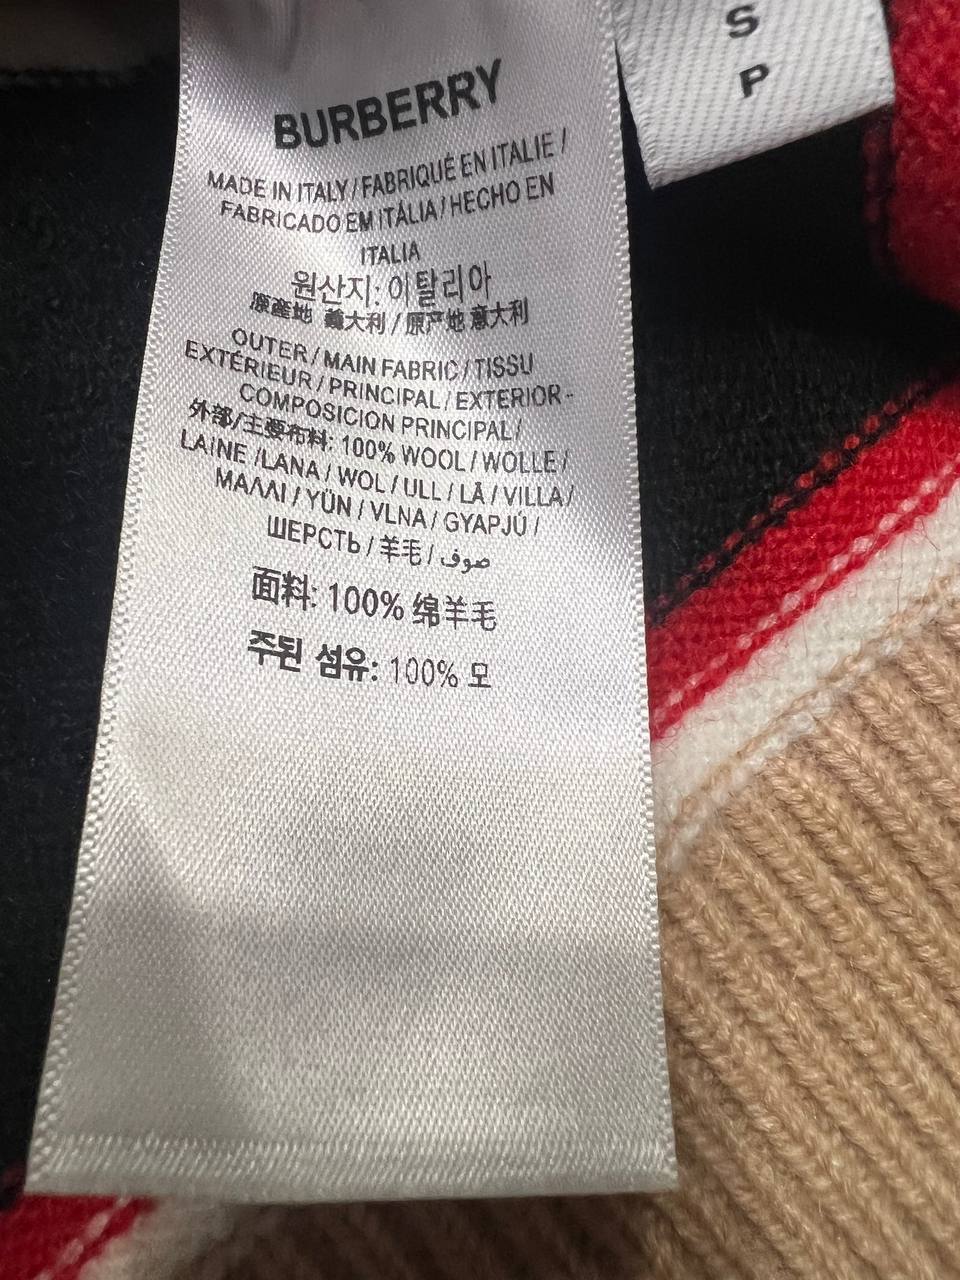 S
P
BURBERRY
MADE IN ITALY / FABRIQUÉ EN ITALIE /
FABRICADO EM ITÁLIA / HECHO EN
ITALIA
원산지: 이탈리아
原產地 義大利 / 原产地 意大利
OUTER / MAIN FABRIC / TISSU
EXTÉRIEUR / PRINCIPAL / EXTERIOR -
COMPOSICION PRINCIPAL /
外部/主要布料: 100% WOOL / WOLLE /
LAINE / LANA / WOL / ULL / LÃ / VILLA /
ΜΑΛΛΙ / YÜN / VLNA / GYAPJÚ /
ШЕРСТЬ / 羊毛 / صوف
面料: 100% 绵羊毛
주된 섬유: 100% 모